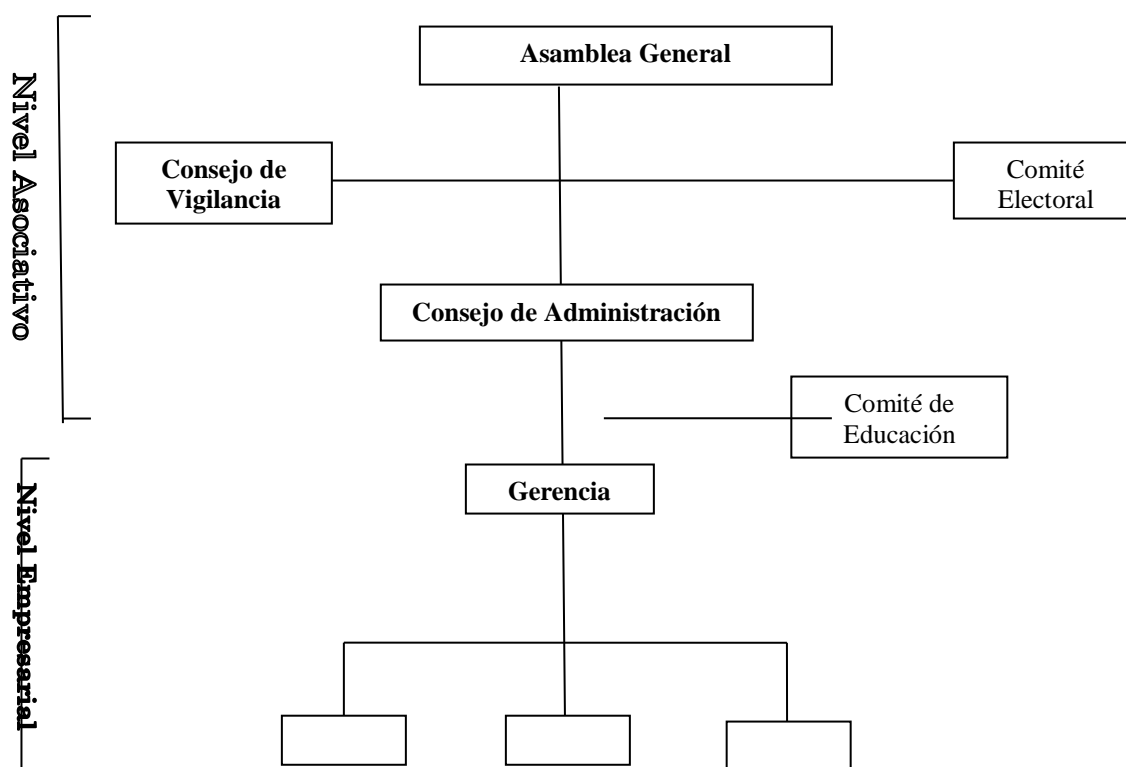 Asamblea General
Nivel Asociativo
Consejo de
Vigilancia
Comité
Electoral
Consejo de Administración
Comité de
Educación
Gerencia
Nivel Empresarial